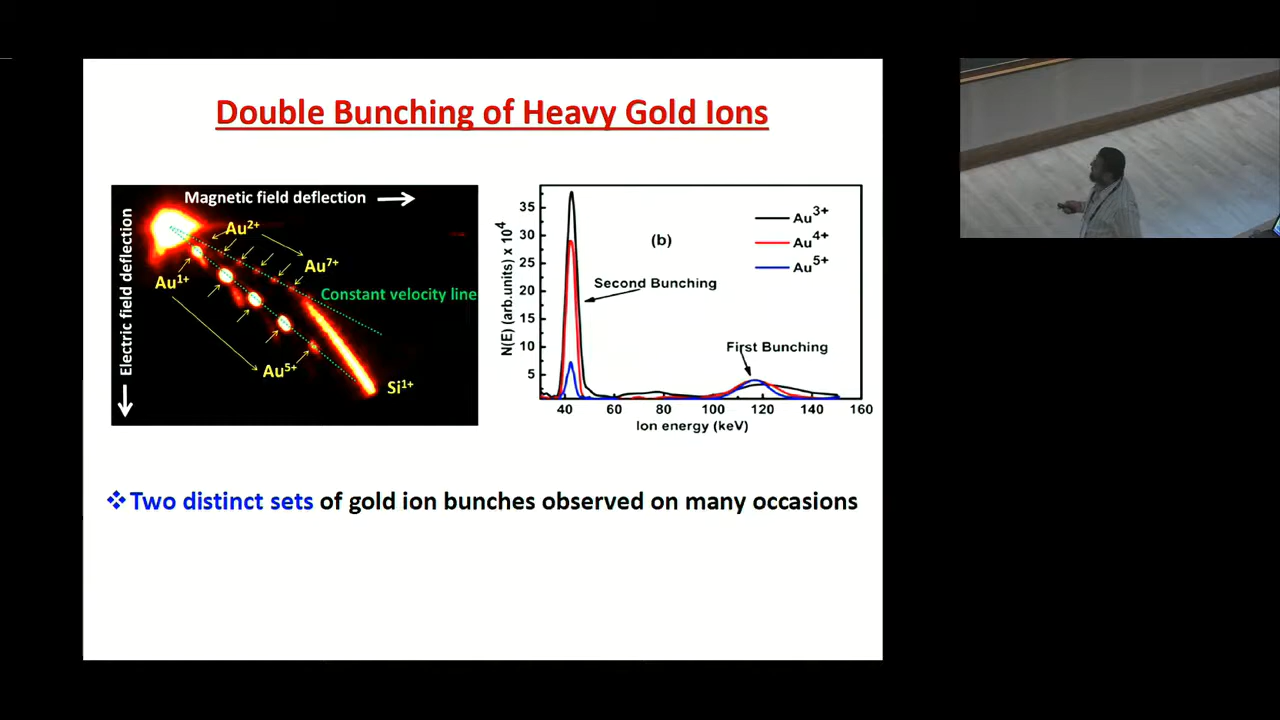 Double Bunching of Heavy Gold Ions
Magnetic field deflection
Electric field deflection
Au2+
Au7+
Au1+
Constant velocity line
Au5+
Si1+
N(E) (arb.units) x 10^4
35
30
25
20
15
10
5
(b)
Au3+
Au4+
Au5+
Second Bunching
First Bunching
40 60 80 100 120 140 160
Ion energy (keV)
❖Two distinct sets of gold ion bunches observed on many occasions